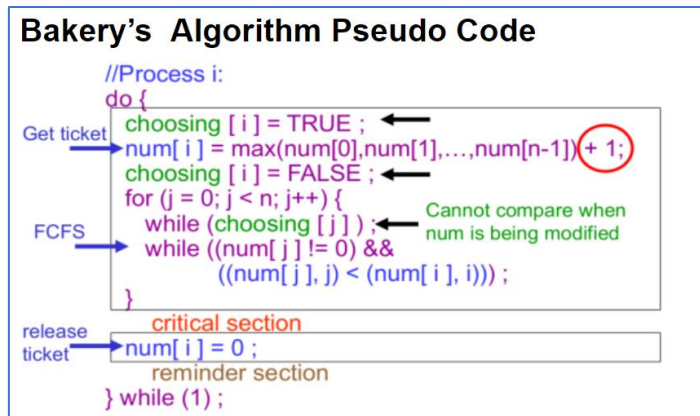 Bakery's Algorithm Pseudo Code
//Process i:
do {
choosing [ i ] = TRUE ;
Get ticket
num[ i ] = max(num[0],num[1],…,num[n-1]) + 1;
choosing [ i ] = FALSE ;
for (j = 0; j < n; j++) {
while (choosing [ j ] ) ;
Cannot compare when
num is being modified
FCFS
while ((num[ j ] != 0) &&
((num[ j ], j) < (num[ i ], i))) ;
}
critical section
release
ticket
num[ i ] = 0 ;
reminder section
} while (1) ;